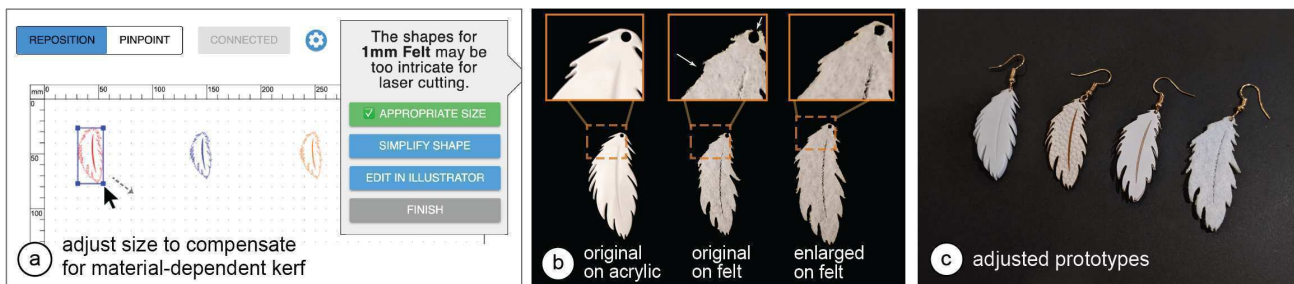 REPOSITION
PINPOINT
CONNECTED
mm
0
50
100
150
200
250
0
50
100
The shapes for
1mm Felt may be
too intricate for
laser cutting.
✅ APPROPRIATE SIZE
SIMPLIFY SHAPE
EDIT IN ILLUSTRATOR
FINISH
a
adjust size to compensate
for material-dependent kerf
b
original
on acrylic
original
on felt
enlarged
on felt
c
adjusted prototypes